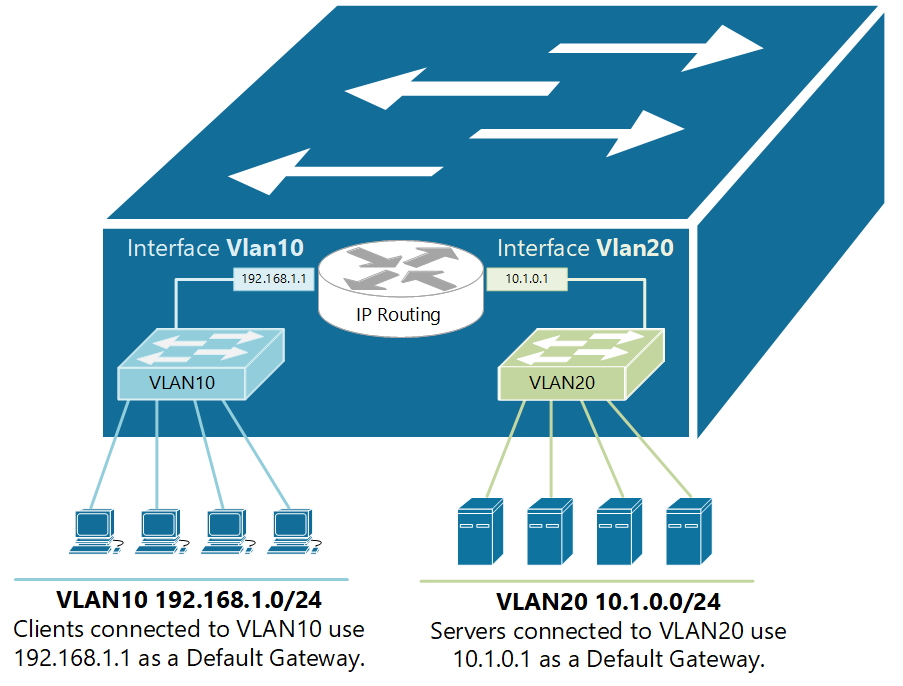 Interface Vlan10
Interface Vlan20
192.168.1.1
10.1.0.1
IP Routing
VLAN10
VLAN20
VLAN10 192.168.1.0/24
Clients connected to VLAN10 use
192.168.1.1 as a Default Gateway.
VLAN20 10.1.0.0/24
Servers connected to VLAN20 use
10.1.0.1 as a Default Gateway.